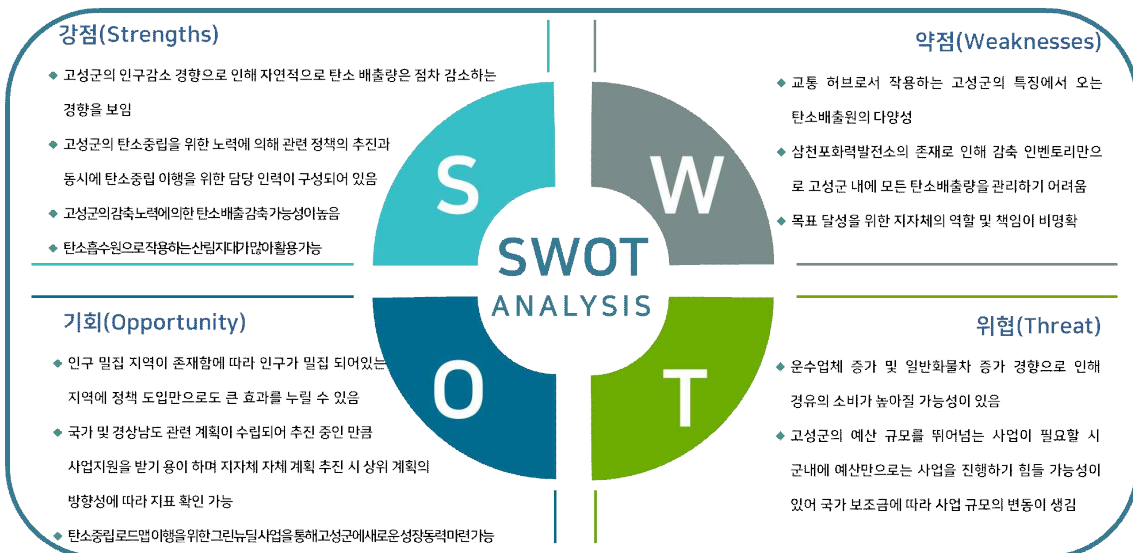 강점(Strengths)
◆ 고성군의 인구감소 경향으로 인해 자연적으로 탄소 배출량은 점차 감소하는
경향을 보임
◆ 고성군의 탄소중립을 위한 노력에 의해 관련 정책의 추진과
동시에 탄소중립 이행을 위한 담당 인력이 구성되어 있음
◆ 고성군의 감축 노력에 의한 탄소배출 감축 가능성이 높음
◆ 탄소흡수원으로 작용하는 산림지대가 많아 활용 가능
약점(Weaknesses)
◆ 교통 허브로서 작용하는 고성군의 특징에서 오는
탄소배출원의 다양성
◆ 삼천포화력발전소의 존재로 인해 감축 인벤토리만으
로 고성군 내에 모든 탄소배출량을 관리하기 어려움
◆ 목표 달성을 위한 지자체의 역할 및 책임이 비명확
S
W
SWOT
ANALYSIS
O
T
기회(Opportunity)
◆ 인구 밀집 지역이 존재함에 따라 인구가 밀집 되어있는
지역에 정책 도입만으로도 큰 효과를 누릴 수 있음
◆ 국가 및 경상남도 관련 계획이 수립되어 추진 중인 만큼
사업지원을 받기 용이 하며 지자체 자체 계획 추진 시 상위 계획의
방향성에 따라 지표 확인 가능
◆ 탄소중립 로드맵 이행을 위한 그린뉴딜 사업을 통해 고성군에 새로운 성장동력 마련 가능
위협(Threat)
◆ 운수업체 증가 및 일반화물차 증가 경향으로 인해
경유의 소비가 높아질 가능성이 있음
◆ 고성군의 예산 규모를 뛰어넘는 사업이 필요할 시
군내에 예산만으로는 사업을 진행하기 힘들 가능성이
있어 국가 보조금에 따라 사업 규모의 변동이 생김